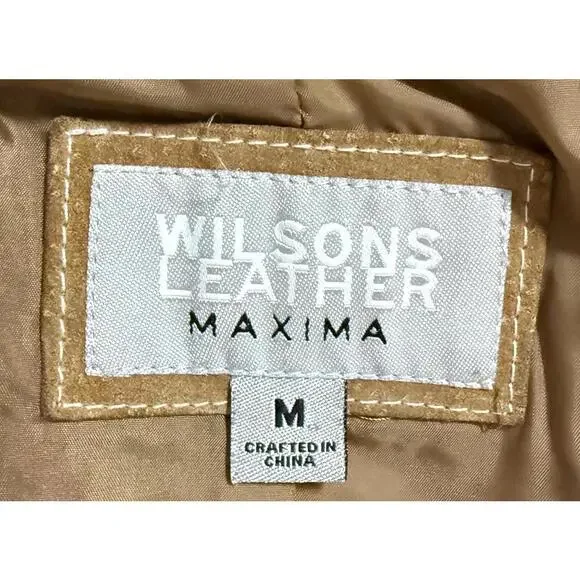 WILSONS
LEATHER
MAXIMA
M
CRAFTED IN
CHINA